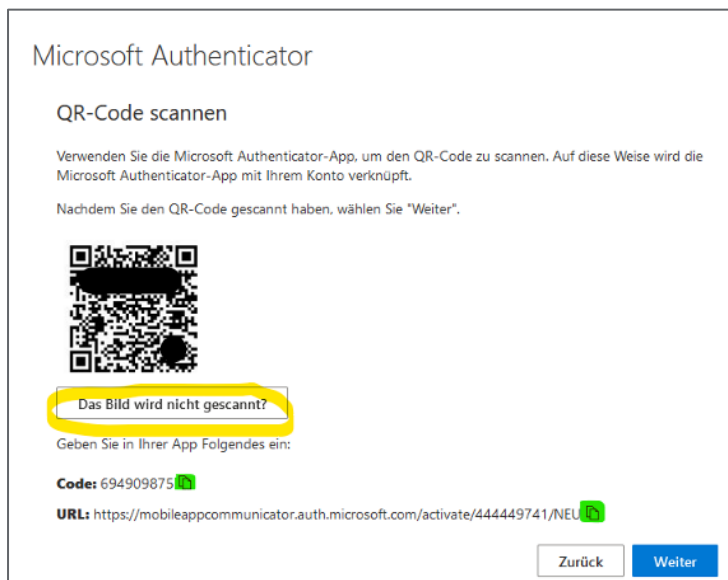 Microsoft Authenticator
QR-Code scannen
Verwenden Sie die Microsoft Authenticator-App, um den QR-Code zu scannen. Auf diese Weise wird die
Microsoft Authenticator-App mit Ihrem Konto verknüpft.
Nachdem Sie den QR-Code gescannt haben, wählen Sie "Weiter".
Das Bild wird nicht gescannt?
Geben Sie in Ihrer App Folgendes ein:
Code: 694909875
URL: https://mobileappcommunicator.auth.microsoft.com/activate/444449741/NEU
Zurück Weiter